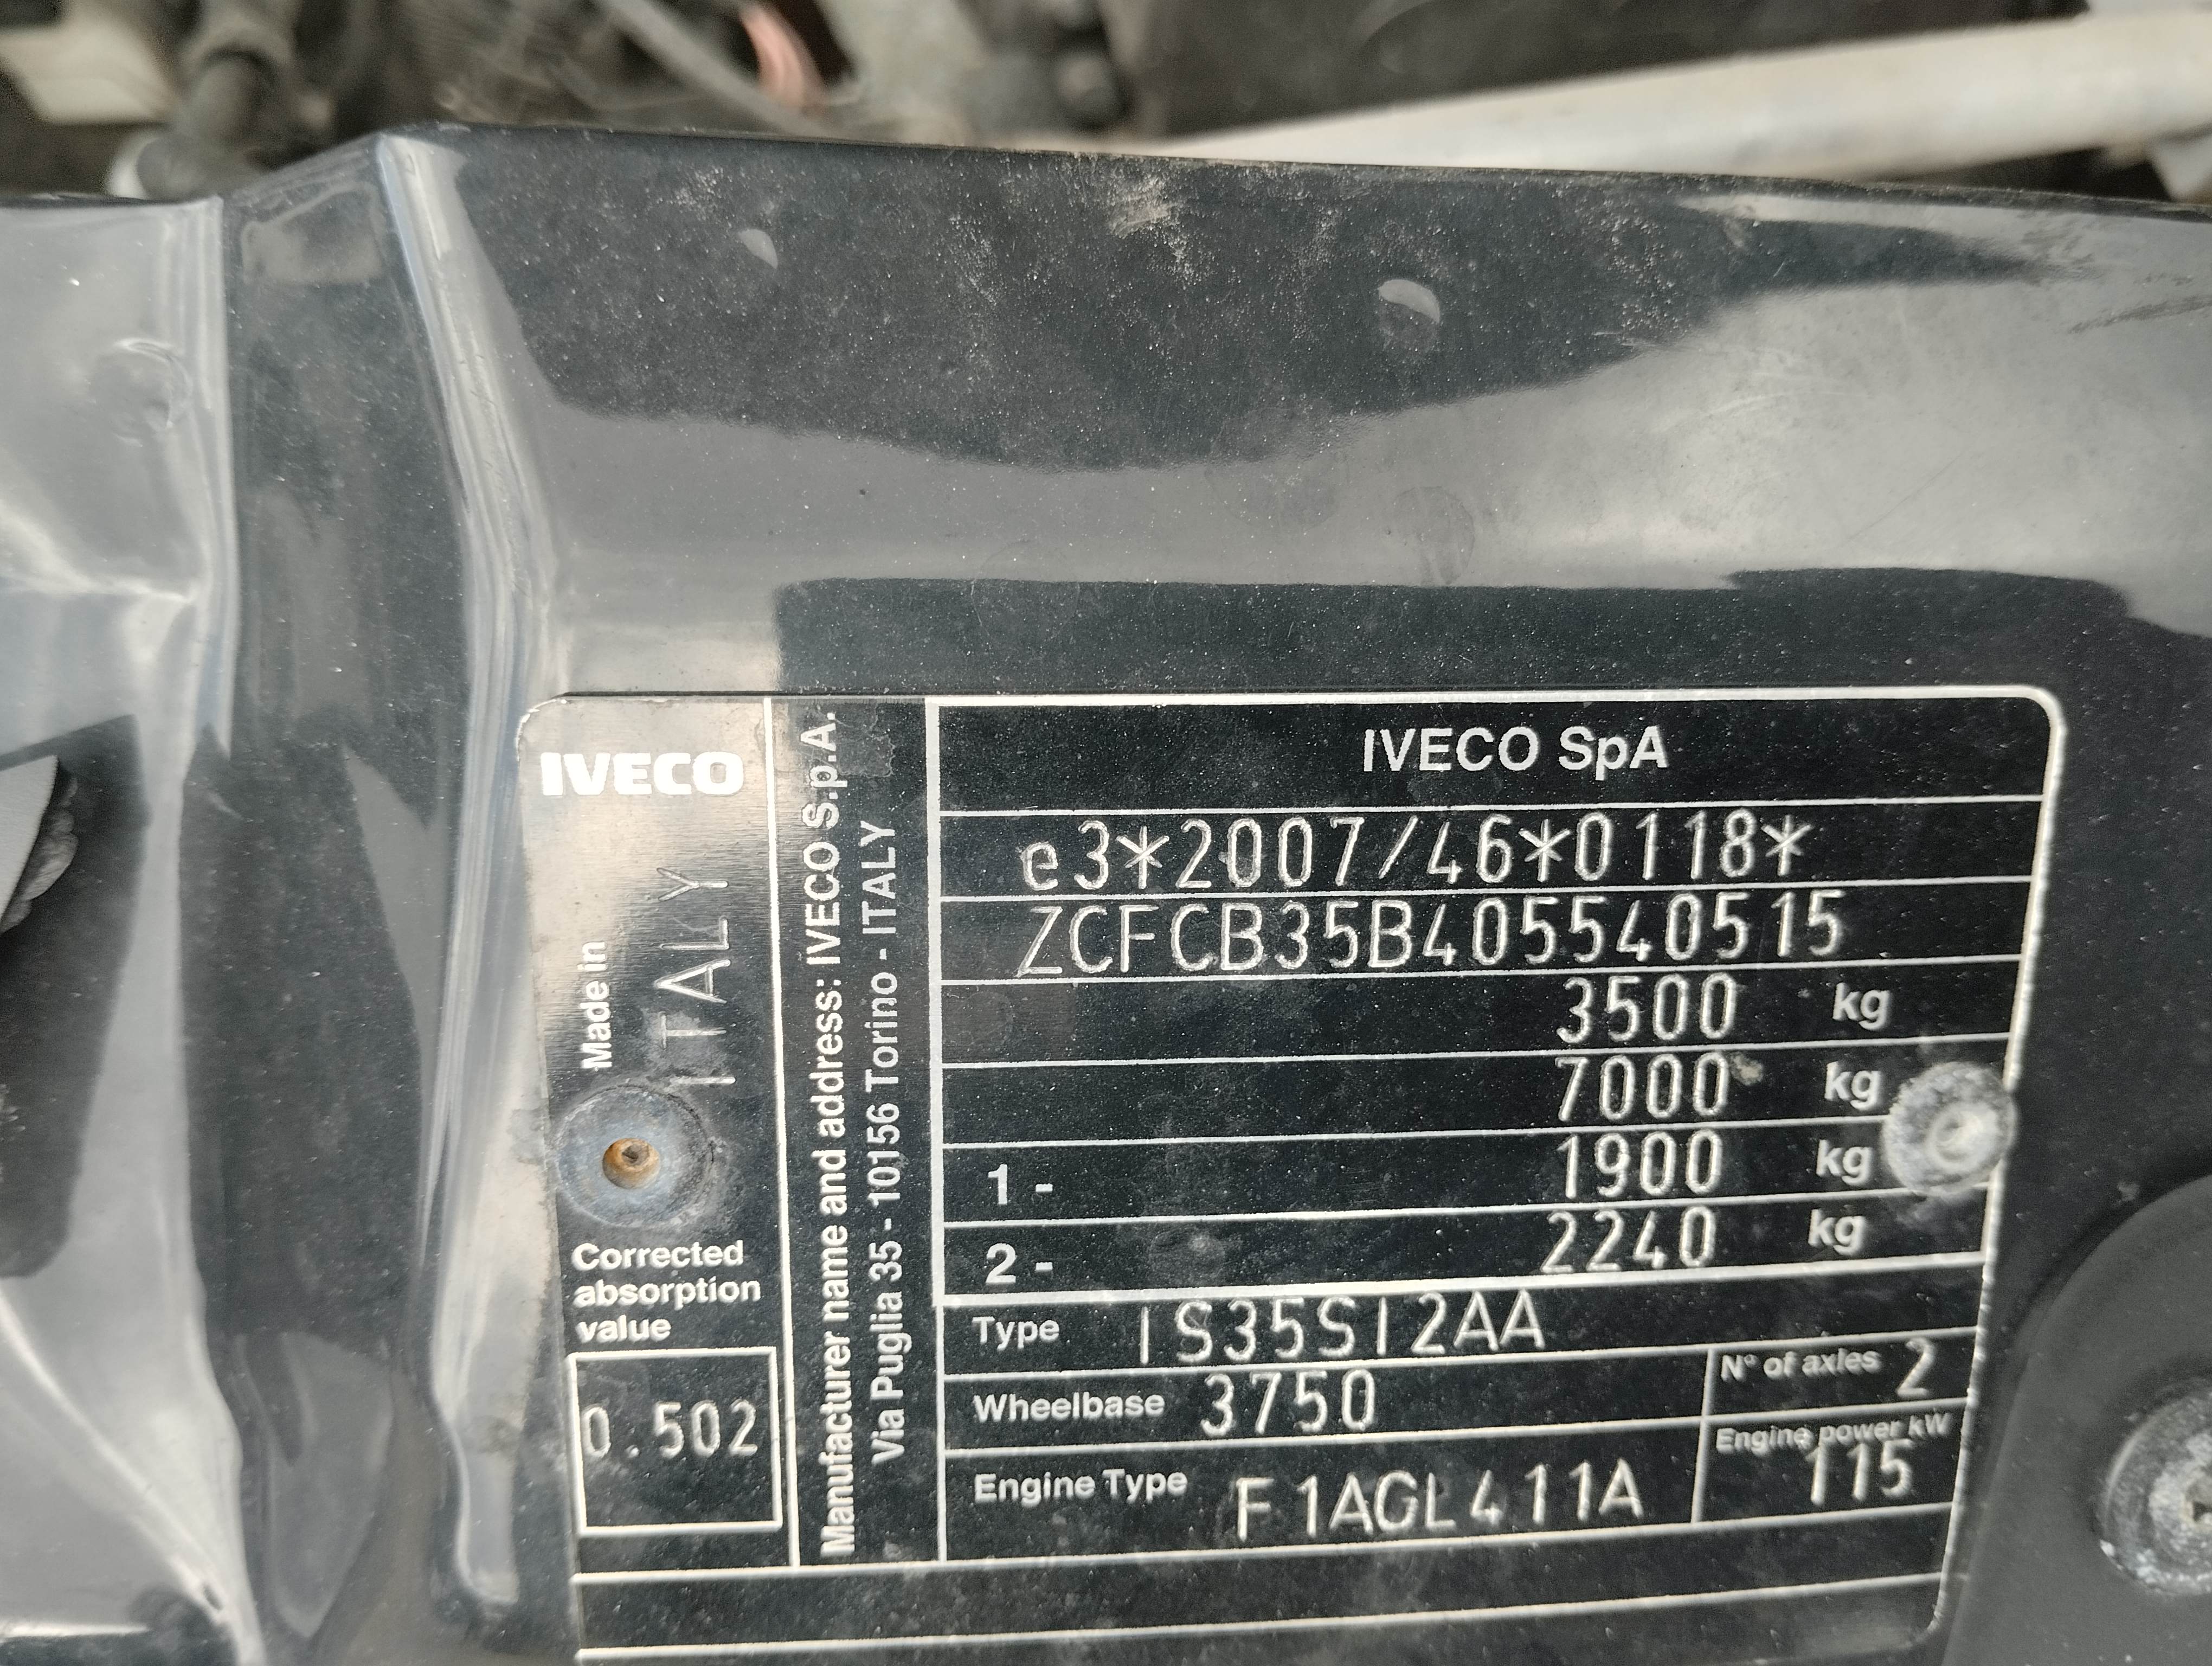 IVECO
Made in
ITALY
Corrected
absorption
value
0.502
Manufacturer name and address: IVECO S.p.A.
Via Puglia 35 - 10156 Torino - ITALY
IVECO SpA
e3*2007/46*0118*
ZCFCB35B405540515
3500 kg
7000 kg
1 - 1900 kg
2 - 2240 kg
Type IS35SI2AA
N° of axles 2
Wheelbase 3750
Engine power kW
115
Engine Type F1AGL411A